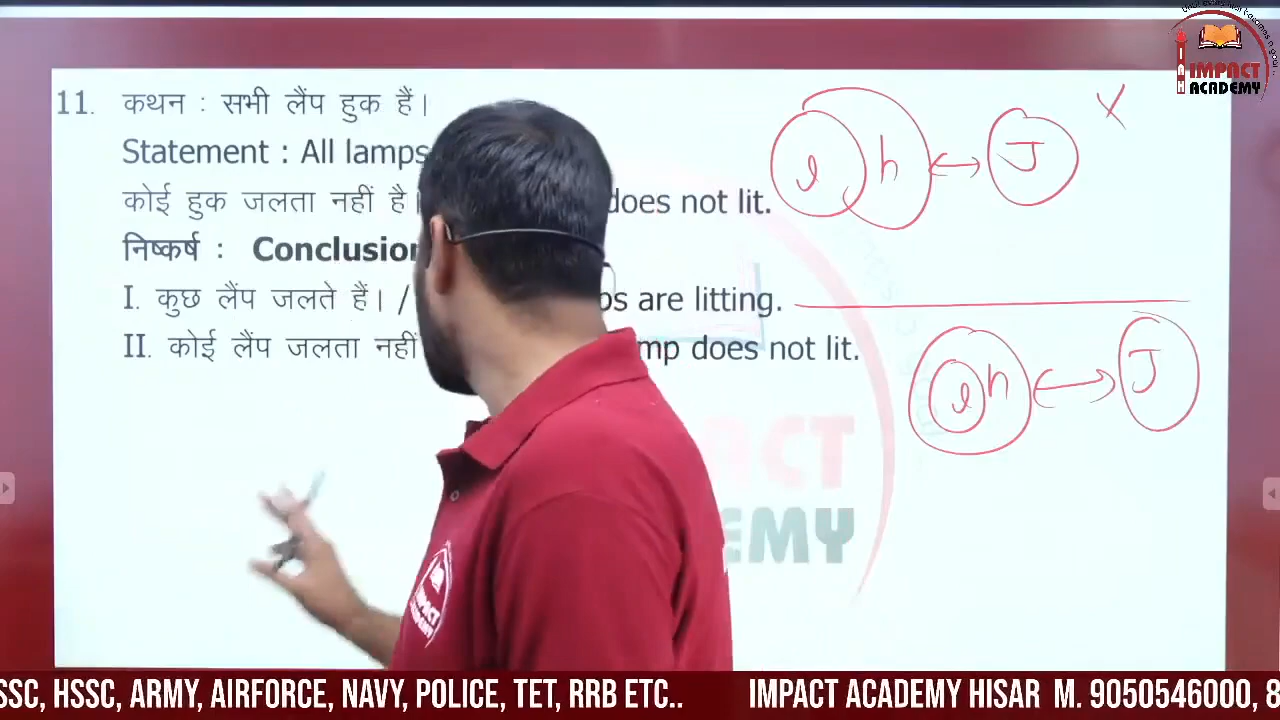 IMPACT
ACADEMY
11. कथन : सभी लैंप हुक हैं।
Statement : All lamps
कोई हुक जलता नहीं है। does not lit.
निष्कर्ष : Conclusion
I. कुछ लैंप जलते हैं। / are litting.
II. कोई लैंप जलता नहीं does not lit.
l h ↔ J X
l h ↔ J
ACADEMY
IMPACT
SSC, HSSC, ARMY, AIRFORCE, NAVY, POLICE, TET, RRB ETC.. IMPACT ACADEMY HISAR M. 9050546000, 8